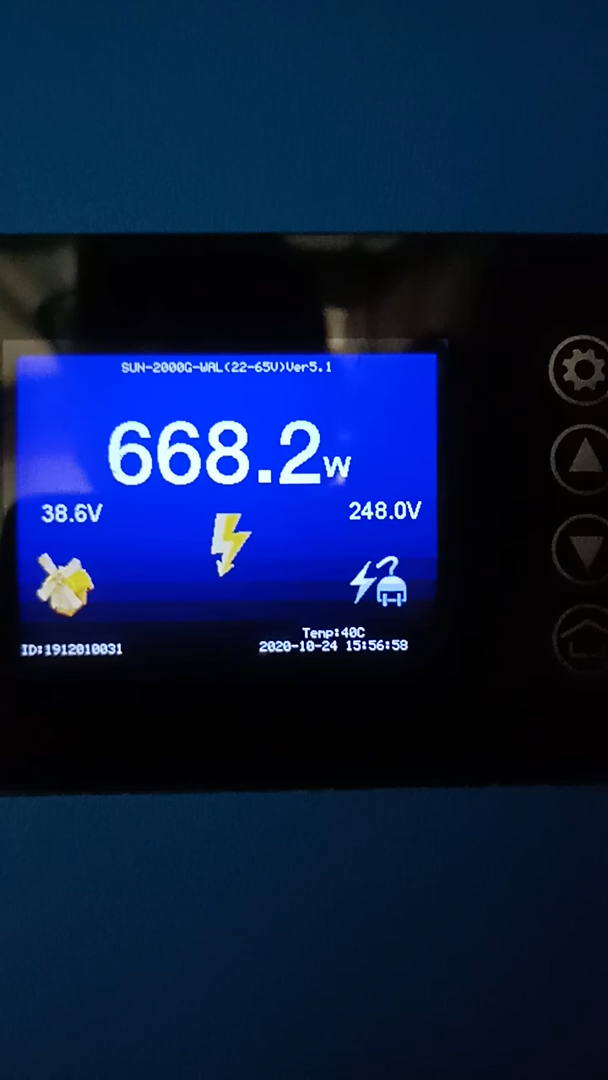 SUN-2000G-WAL(22-65V)Ver5.1
668.2W
38.6V
248.0V
Temp:40C
ID:1912010031
2020-10-24 15:56:58